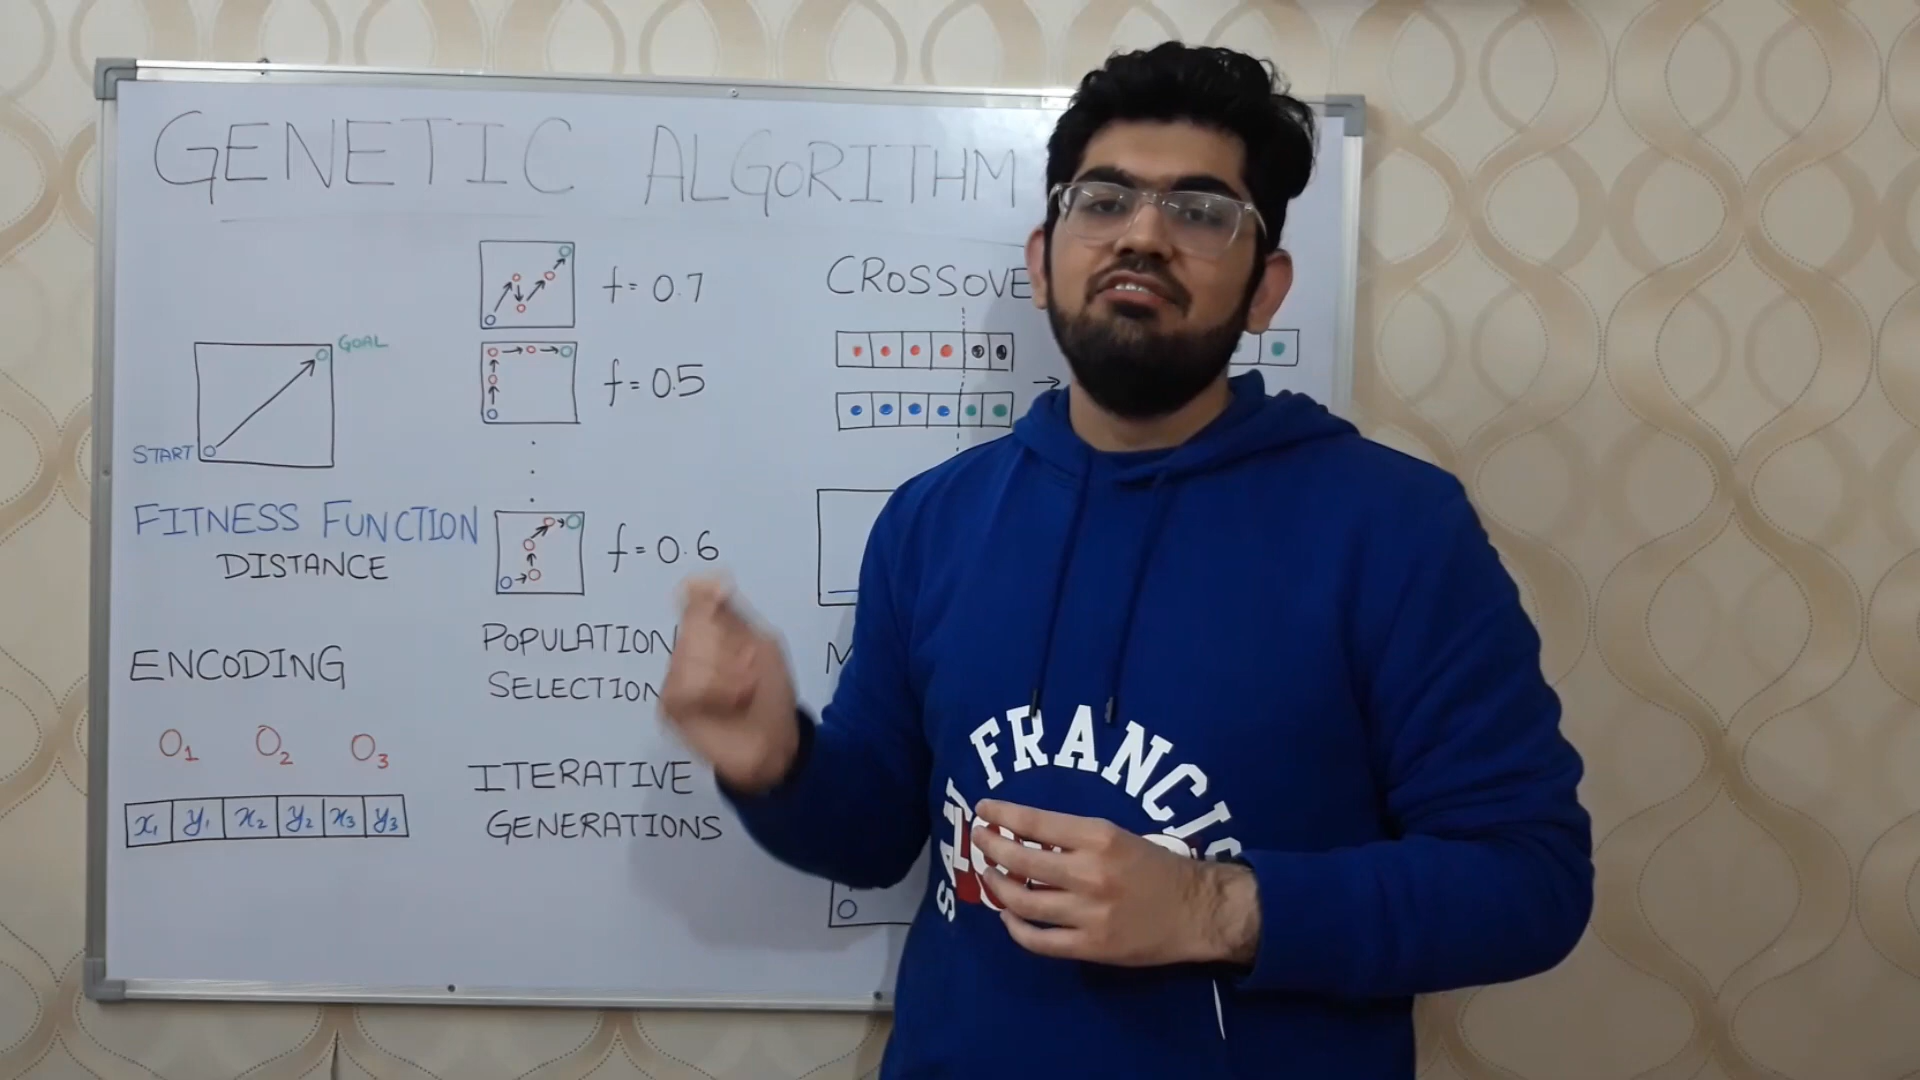 GENETIC ALGORITHM
GOAL
START
FITNESS FUNCTION
DISTANCE
ENCODING
O1 O2 O3
x1 y1 x2 y2 x3 y3
f=0.7
f=0.5
f=0.6
POPULATION
SELECTION
ITERATIVE
GENERATIONS
CROSSOVE
M
SAN FRANCIS